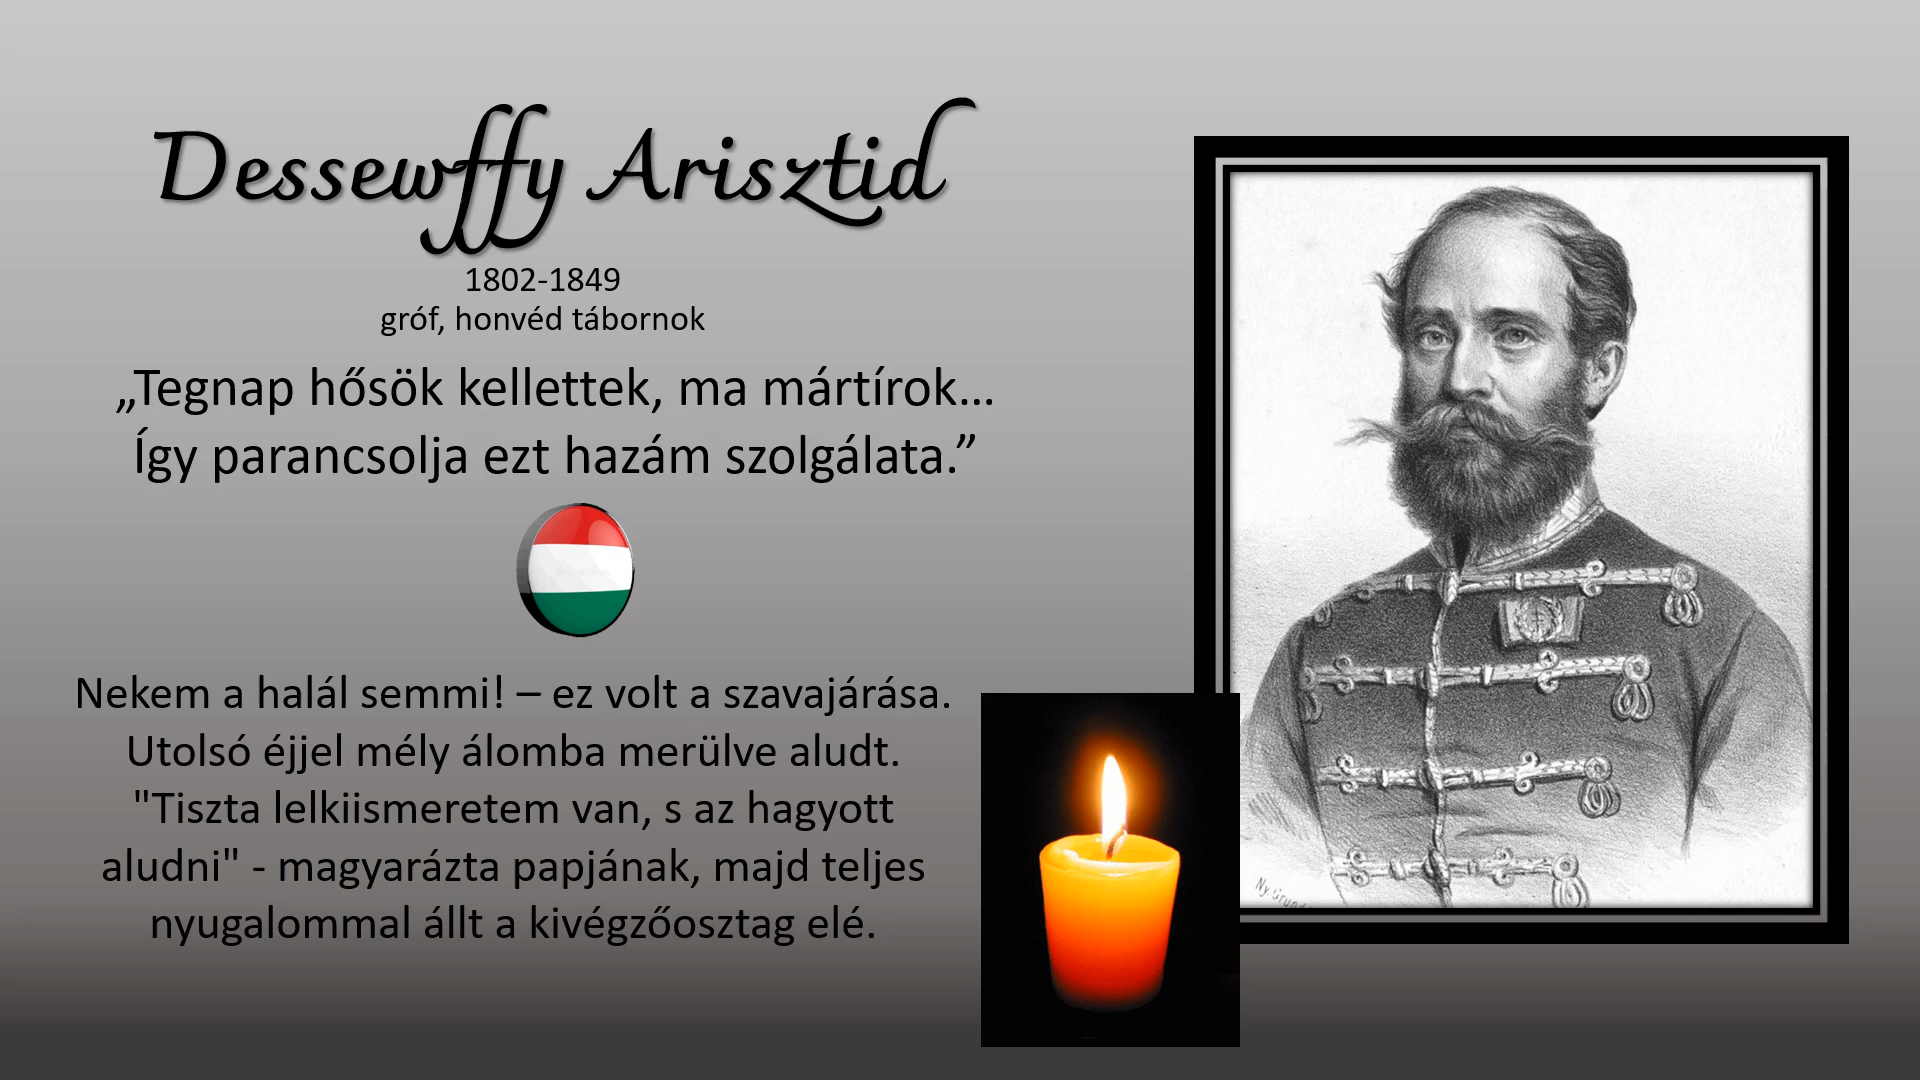 Dessewffy Arisztid
1802-1849
gróf, honvéd tábornok
„Tegnap hősök kellettek, ma mártírok…
Így parancsolja ezt hazám szolgálata.”
Nekem a halál semmi! – ez volt a szavajárása.
Utolsó éjjel mély álomba merülve aludt.
"Tiszta lelkiismeretem van, s az hagyott
aludni" - magyarázta papjának, majd teljes
nyugalommal állt a kivégzőosztag elé.